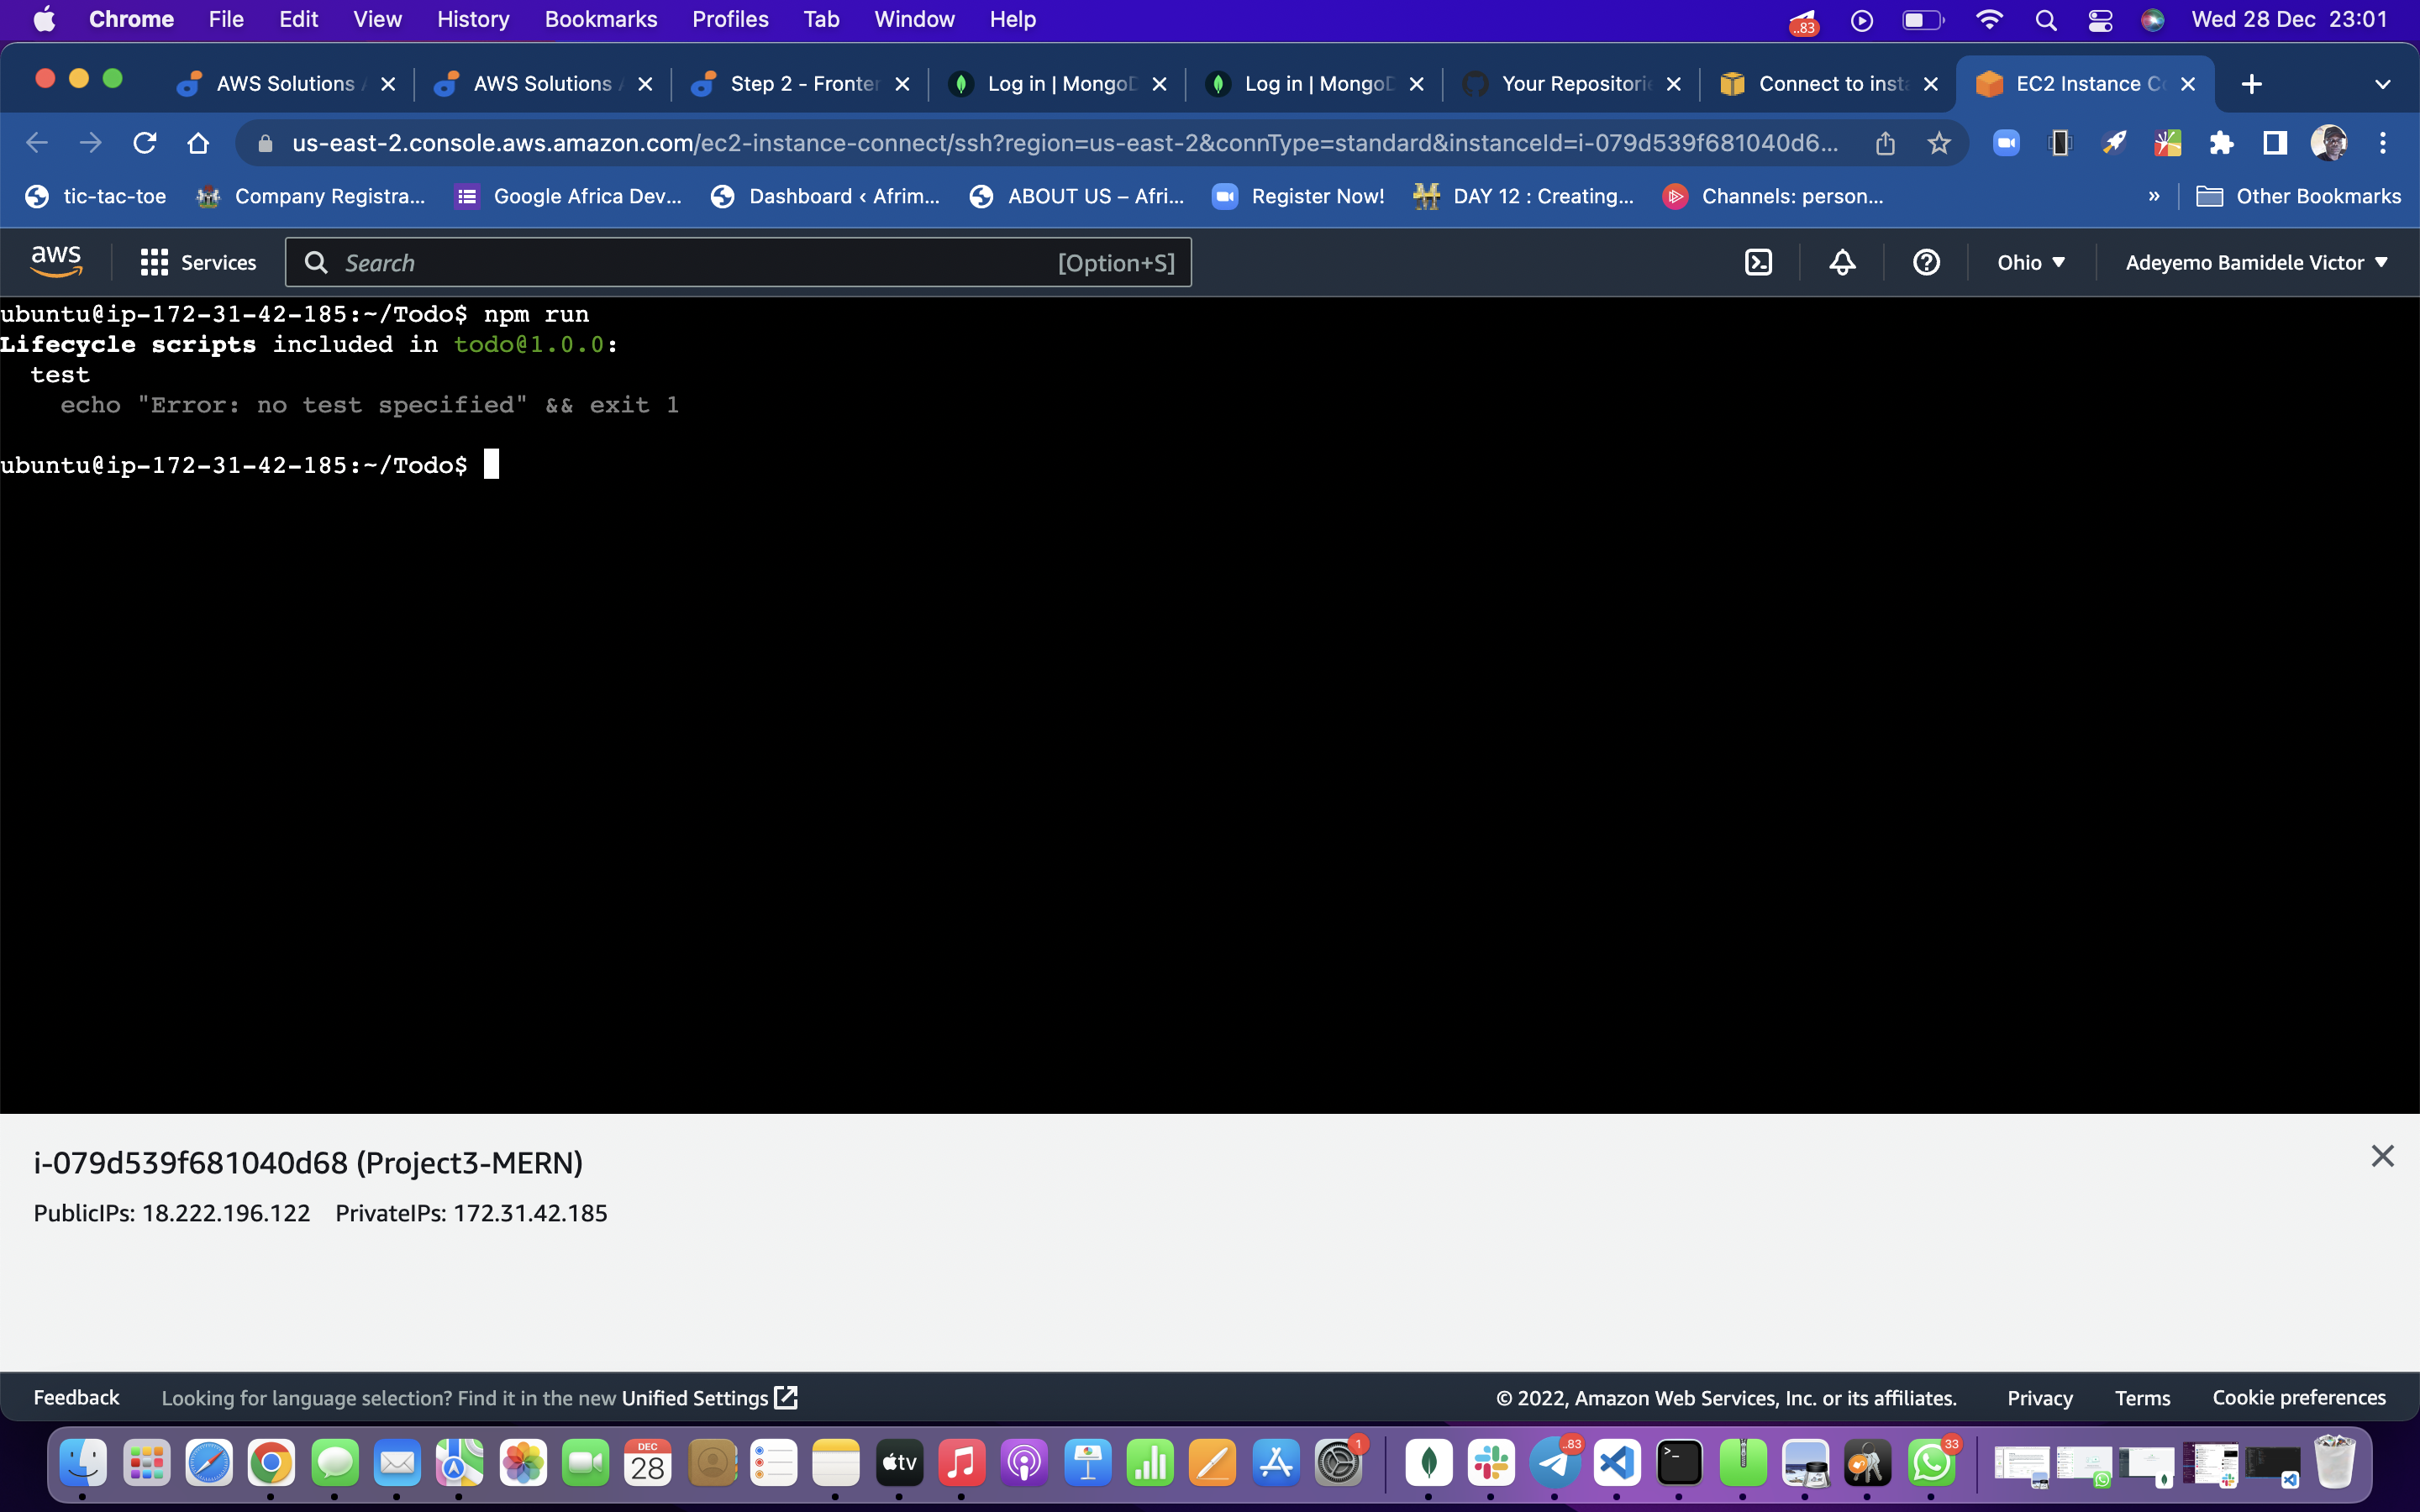 Chrome File Edit View History Bookmarks Profiles Tab Window Help ..83 Wed 28 Dec 23:01
AWS Solutions AWS Solutions Step 2 - Fronte Log in | Mongo Log in | Mongo Your Repositori Connect to inst EC2 Instance C
us-east-2.console.aws.amazon.com/ec2-instance-connect/ssh?region=us-east-2&connType=standard&instanceId=i-079d539f681040d6...
tic-tac-toe Company Registra... Google Africa Dev... Dashboard ‹ Afrim... ABOUT US – Afri... Register Now! DAY 12 : Creating... Channels: person... » Other Bookmarks
aws Services Search [Option+S] Ohio Adeyemo Bamidele Victor
ubuntu@ip-172-31-42-185:~/Todo$ npm run
Lifecycle scripts included in todo@1.0.0:
test
echo "Error: no test specified" && exit 1
ubuntu@ip-172-31-42-185:~/Todo$
i-079d539f681040d68 (Project3-MERN)
PublicIPs: 18.222.196.122 PrivateIPs: 172.31.42.185
Feedback Looking for language selection? Find it in the new Unified Settings © 2022, Amazon Web Services, Inc. or its affiliates. Privacy Terms Cookie preferences
DEC 28 tv 1 ..83 33